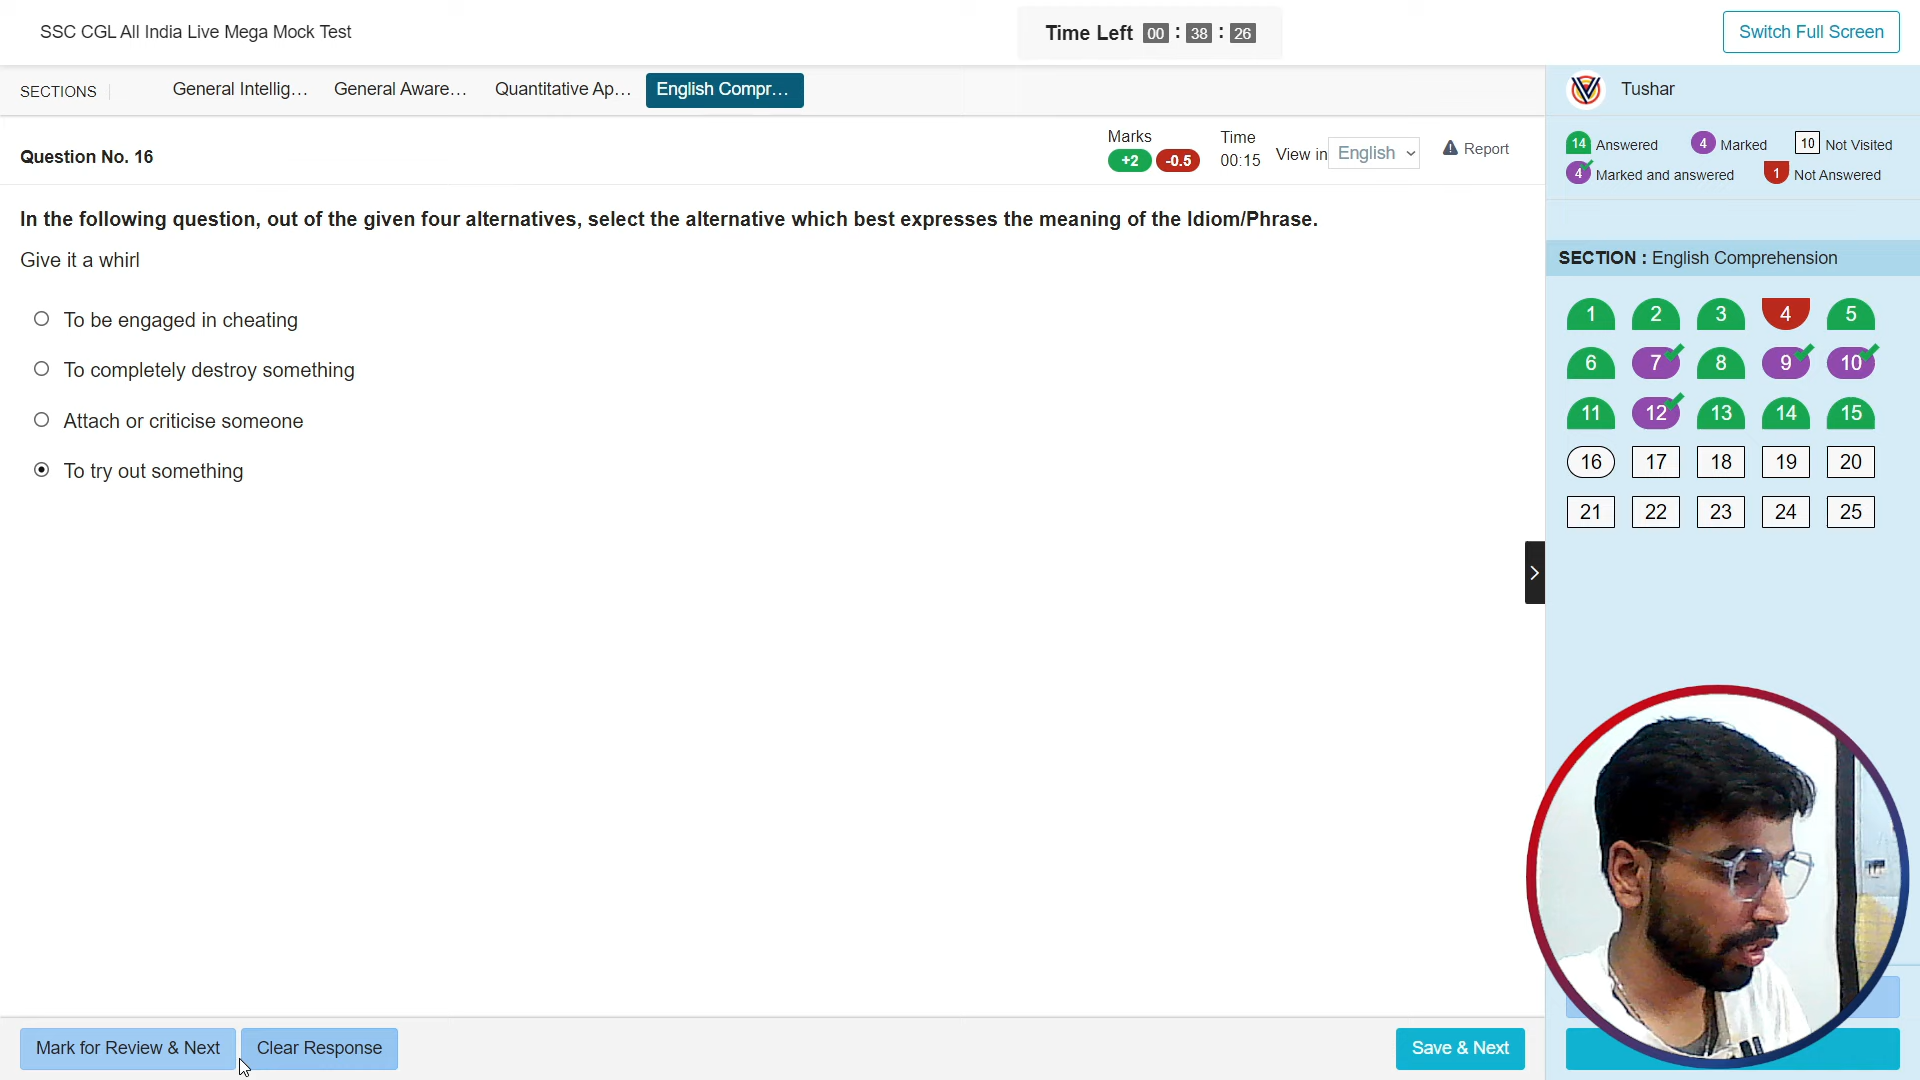 SSC CGL All India Live Mega Mock Test
Time Left 00 : 38 : 26
Switch Full Screen
SECTIONS
General Intellig...
General Aware...
Quantitative Ap...
English Compr...
Tushar
Question No. 16
Marks
+2 -0.5
Time
00:15
View in English
Report
14 Answered
4 Marked
10 Not Visited
4 Marked and answered
1 Not Answered
In the following question, out of the given four alternatives, select the alternative which best expresses the meaning of the Idiom/Phrase.
Give it a whirl
To be engaged in cheating
To completely destroy something
Attach or criticise someone
To try out something
SECTION : English Comprehension
1 2 3 4 5
6 7 8 9 10
11 12 13 14 15
16 17 18 19 20
21 22 23 24 25
Mark for Review & Next
Clear Response
Save & Next